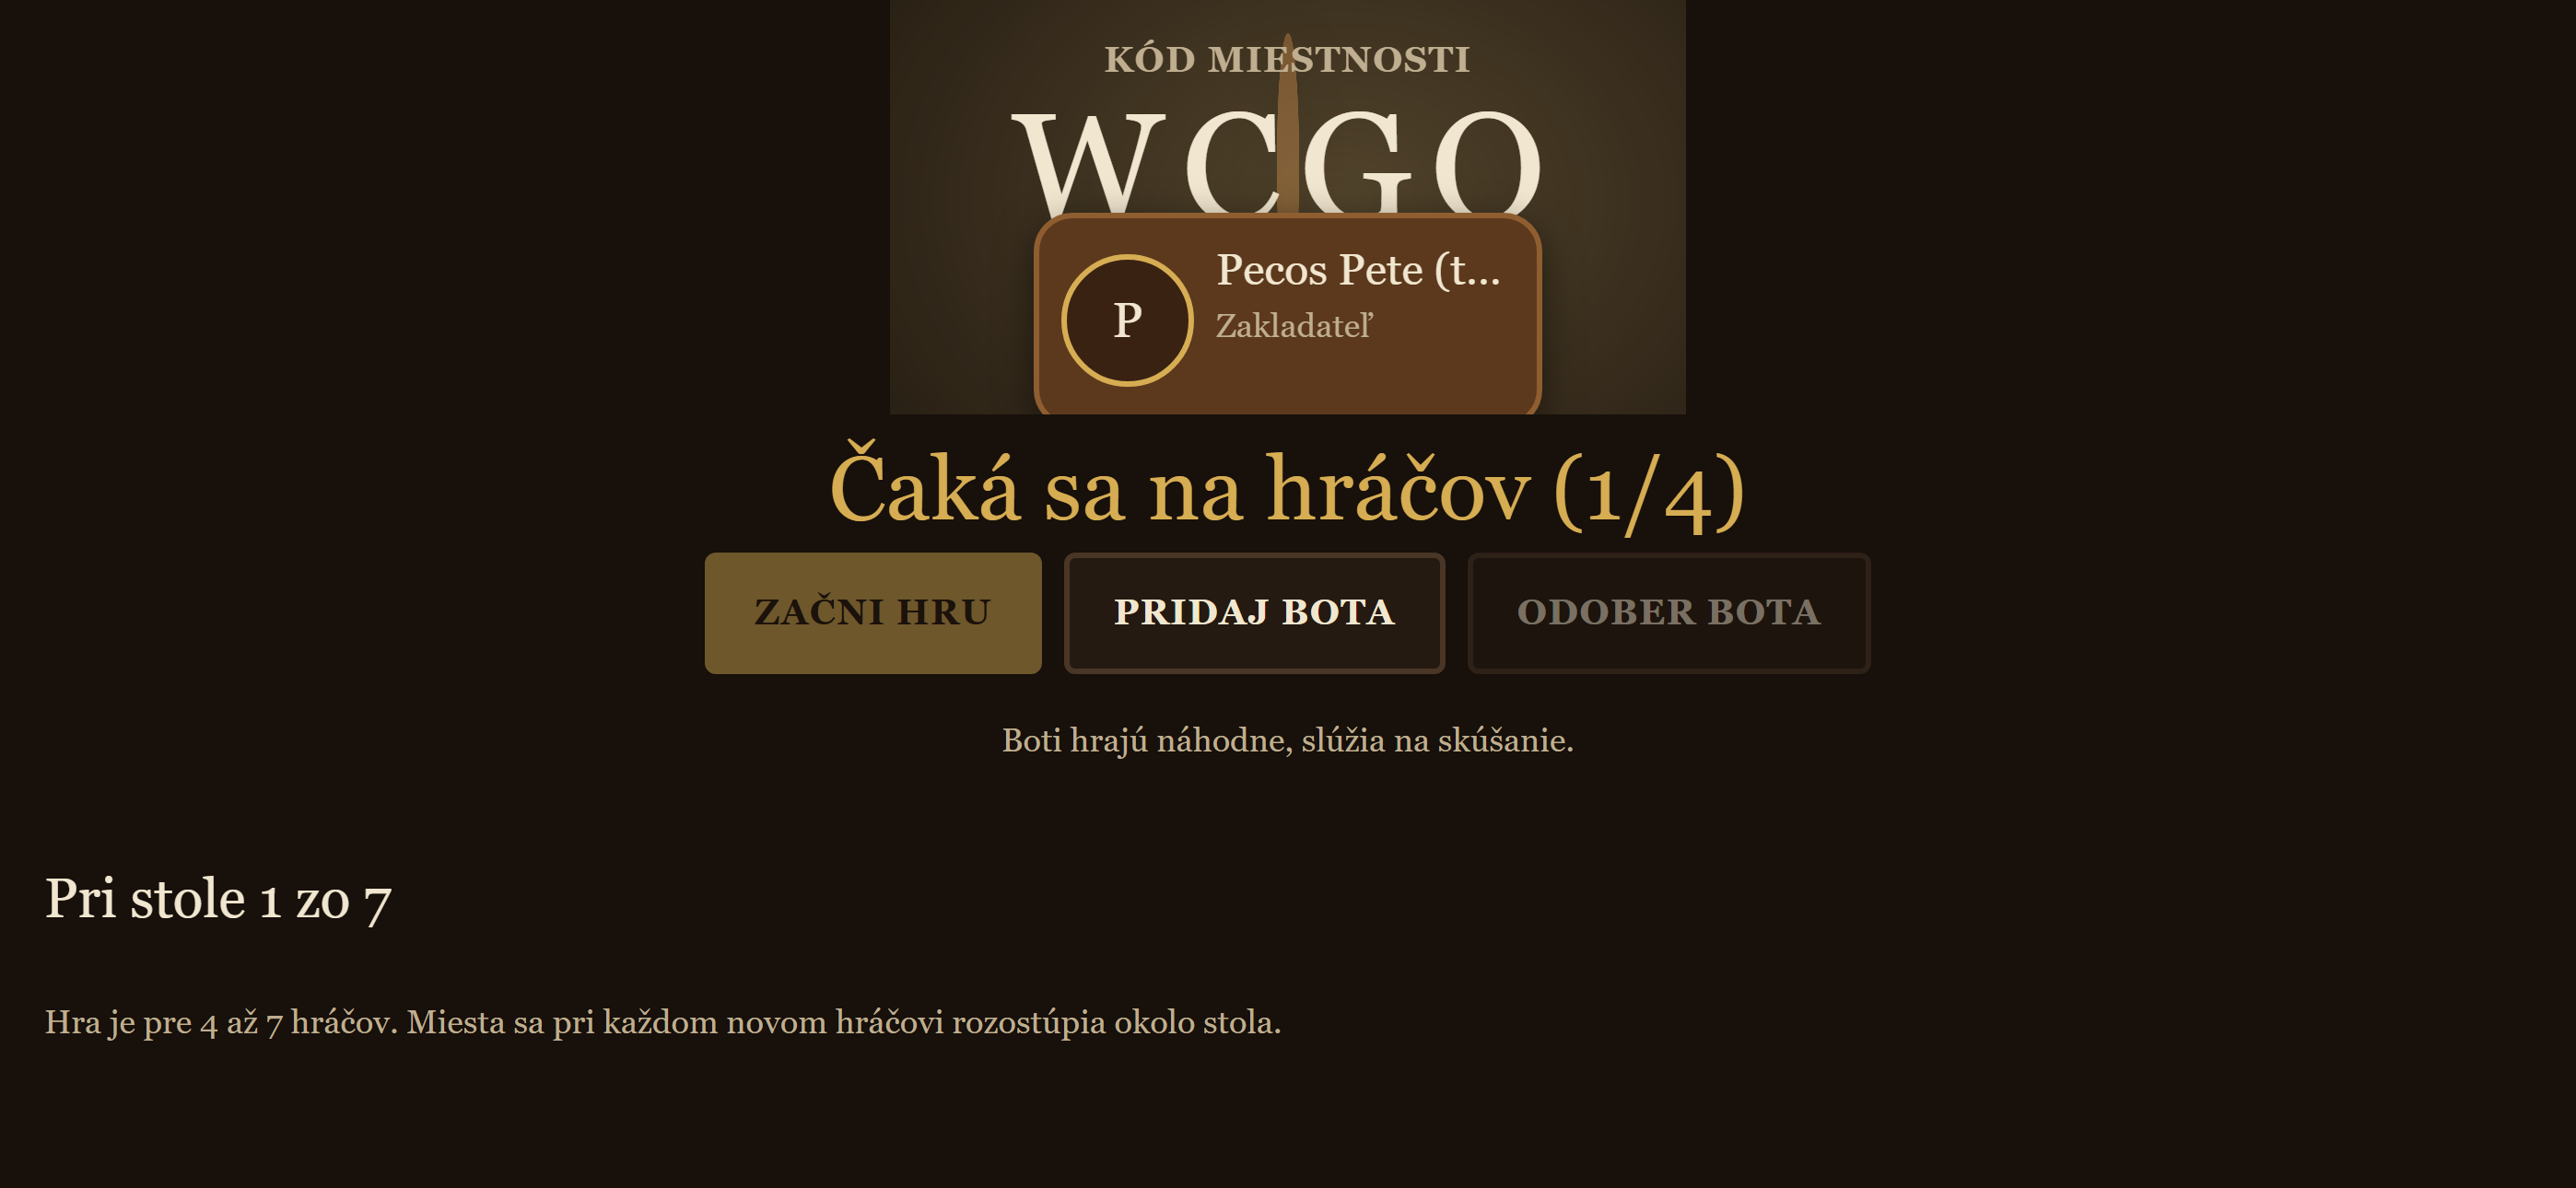 KÓD MIESTNOSTI
WCGO
P
Pecos Pete (t...
Zakladateľ
Čaká sa na hráčov (1/4)
ZAČNI HRU
PRIDAJ BOTA
ODOBER BOTA
Boti hrajú náhodne, slúžia na skúšanie.
Pri stole 1 zo 7
Hra je pre 4 až 7 hráčov. Miesta sa pri každom novom hráčovi rozostúpia okolo stola.